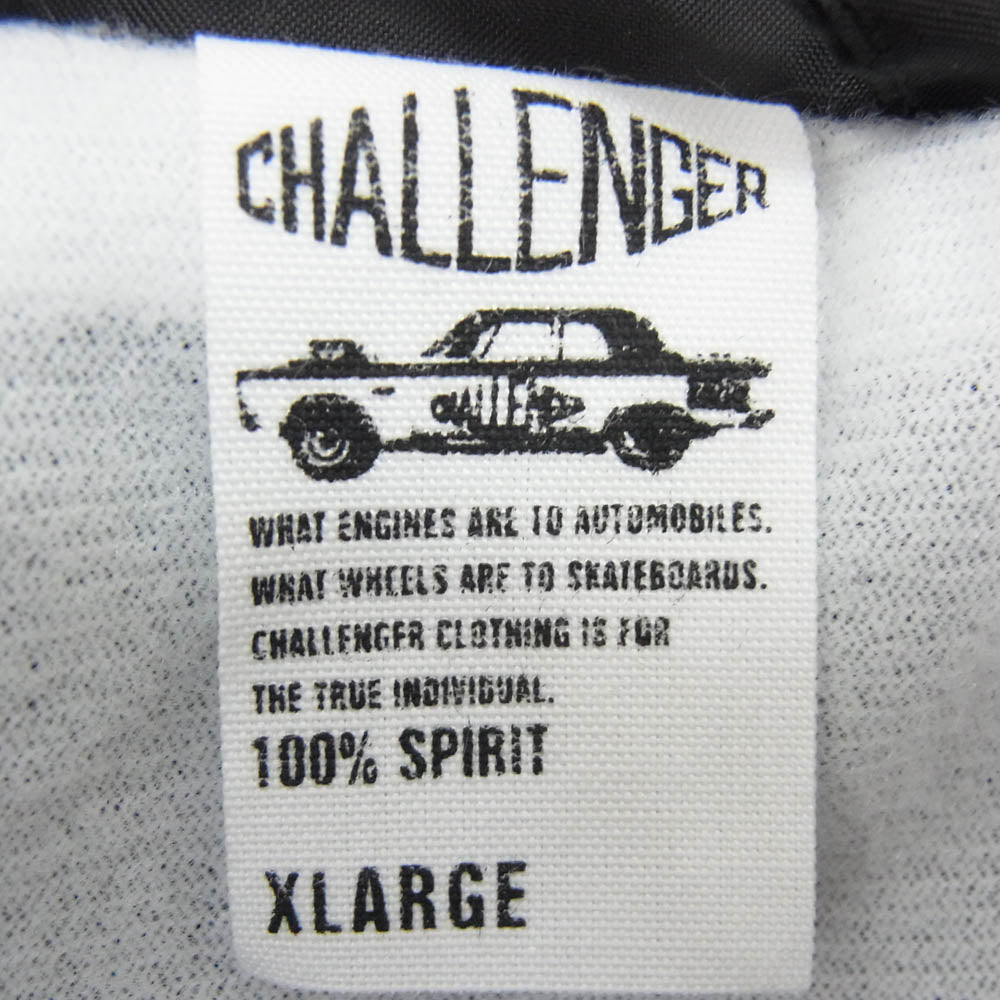 CHALLENGER
CHALLENGER
WHAT ENGINES ARE TO AUTOMOBILES.
WHAT WHEELS ARE TO SKATEBOARDS.
CHALLENGER CLOTHING IS FOR
THE TRUE INDIVIDUAL.
100% SPIRIT
XLARGE